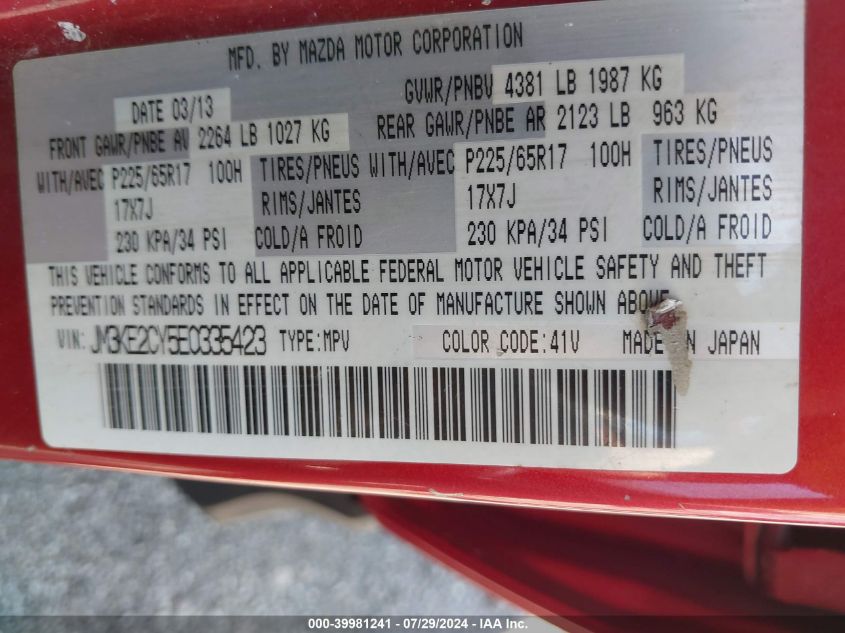 MFD. BY MAZDA MOTOR CORPORATION
DATE 03/13 GVWR/PNBV 4381 LB 1987 KG
FRONT GAWR/PNBE AV 2264 LB 1027 KG REAR GAWR/PNBE AR 2123 LB 963 KG
WITH/AVEC P225/65R17 100H TIRES/PNEUS WITH/AVEC P225/65R17 100H TIRES/PNEUS
17X7J RIMS/JANTES 17X7J RIMS/JANTES
230 KPA/34 PSI COLD/A FROID 230 KPA/34 PSI COLD/A FROID
THIS VEHICLE CONFORMS TO ALL APPLICABLE FEDERAL MOTOR VEHICLE SAFETY AND THEFT
PREVENTION STANDARDS IN EFFECT ON THE DATE OF MANUFACTURE SHOWN ABOVE.
VIN: JM3KE2CY5E0335423 TYPE:MPV COLOR CODE:41V MADE IN JAPAN
000-39981241 - 07/29/2024 - IAA Inc.